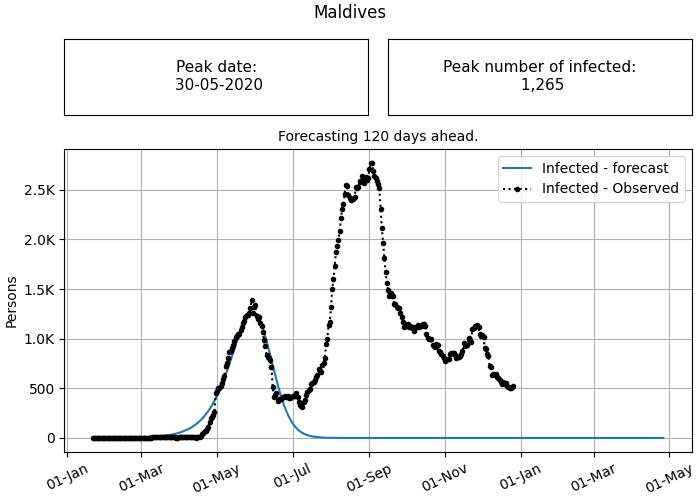 Maldives
Peak date:
30-05-2020
Peak number of infected:
1,265
Forecasting 120 days ahead.
Infected - forecast
Infected - Observed
2.5K
2.0K
1.5K
1.0K
500
0
Persons
01-Jan
01-Mar
01-May
01-Jul
01-Sep
01-Nov
01-Jan
01-Mar
01-May